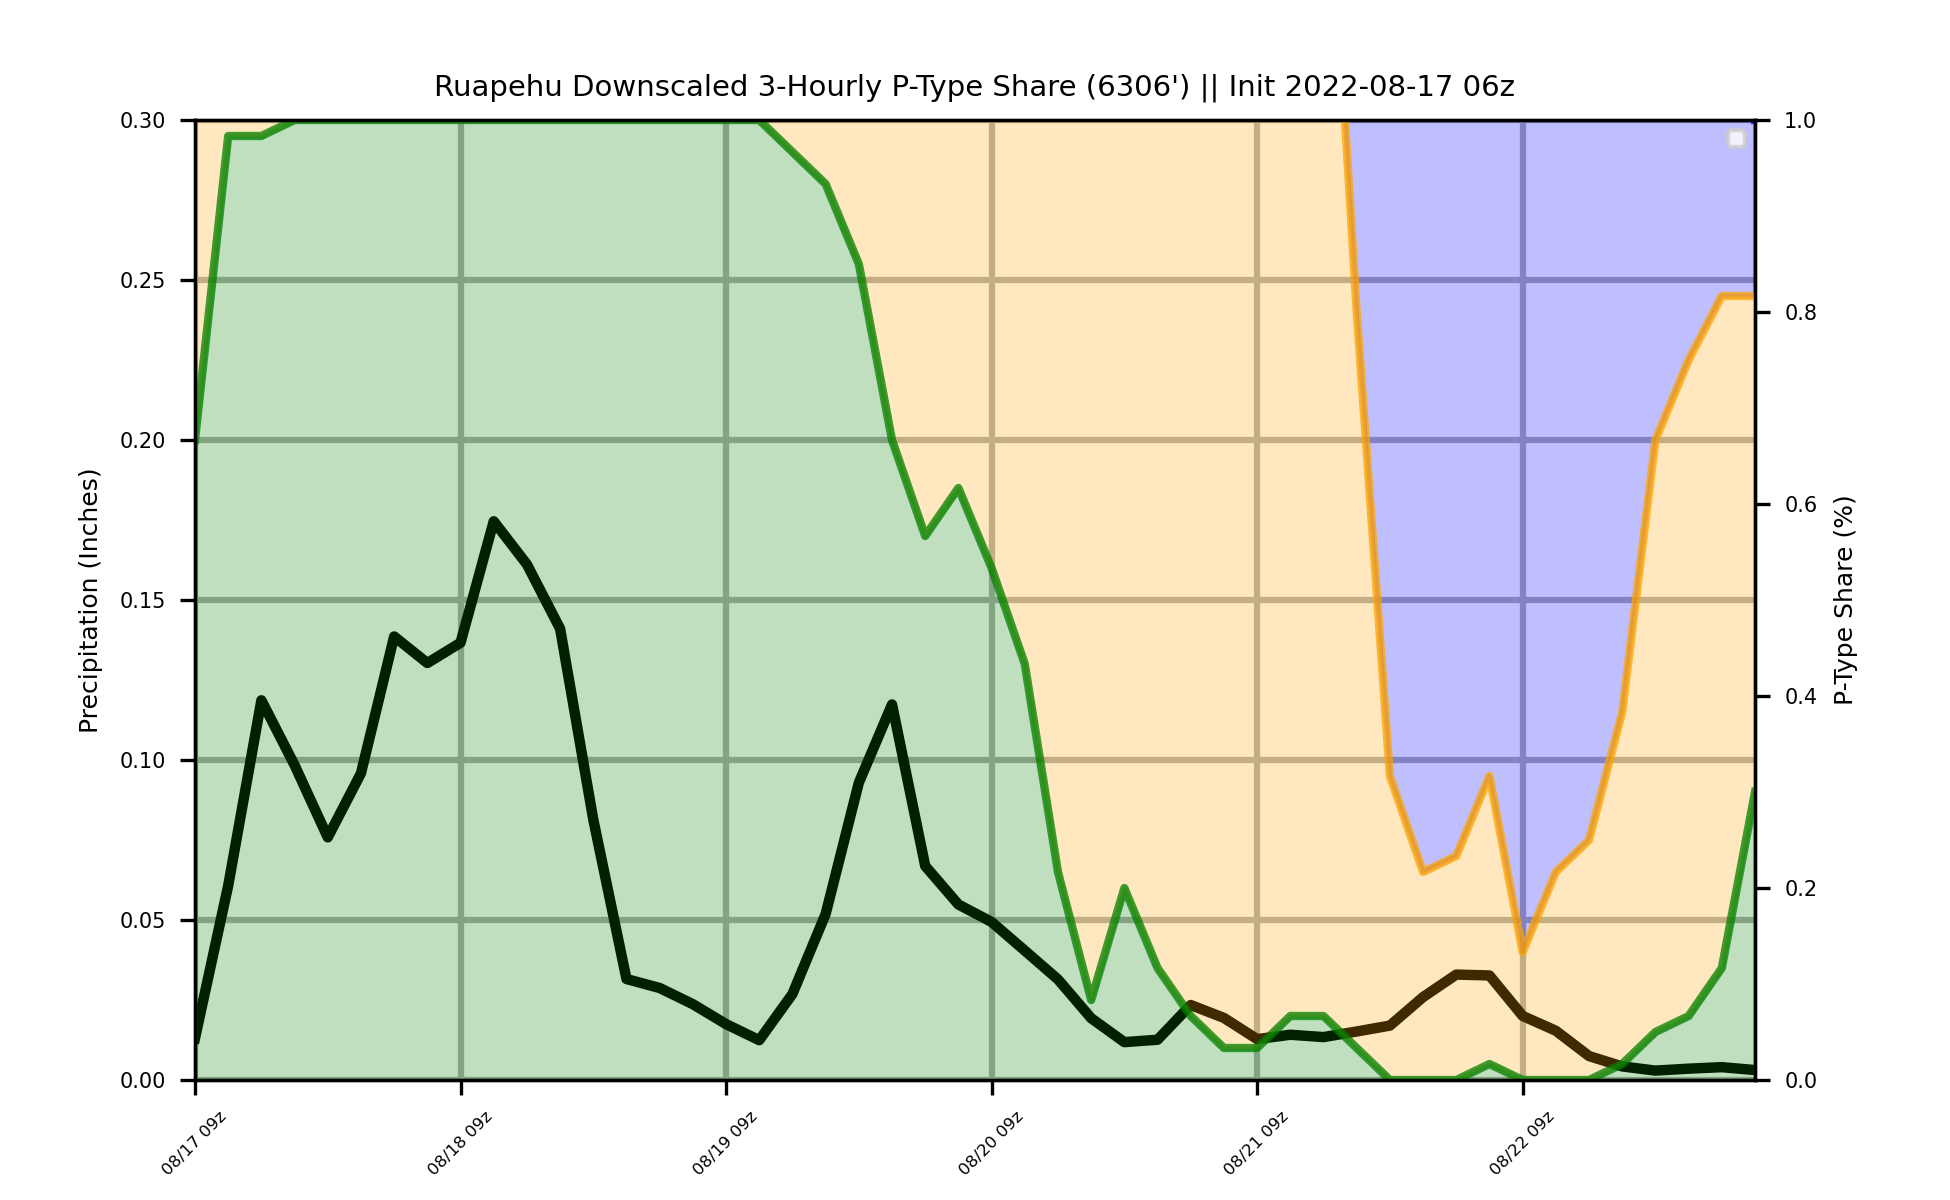 Ruapehu Downscaled 3-Hourly P-Type Share (6306') || Init 2022-08-17 06z
Precipitation (Inches)
0.30
0.25
0.20
0.15
0.10
0.05
0.00
1.0
0.8
0.6
0.4
0.2
0.0
P-Type Share (%)
08/17 09z
08/18 09z
08/19 09z
08/20 09z
08/21 09z
08/22 09z